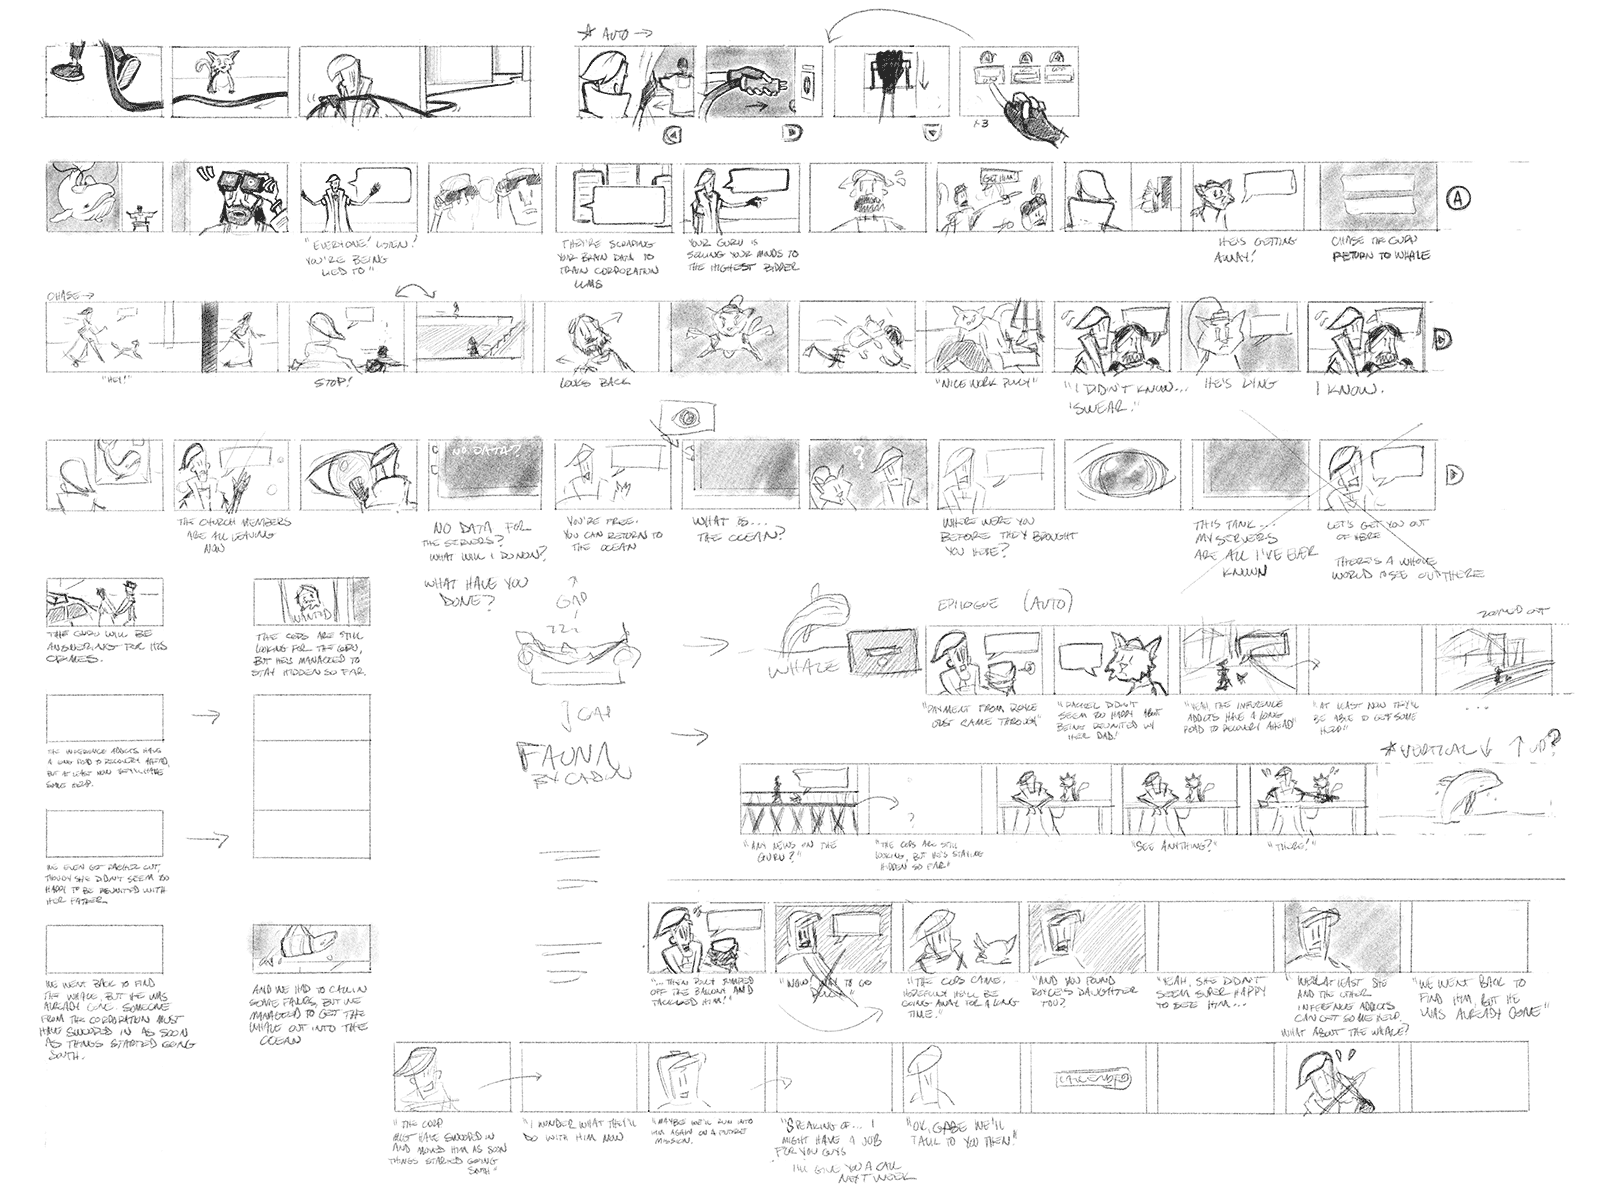 * AUTO →
1-3
"EVERYONE! LISTEN!
YOU'RE BEING
LIED TO"
THEY'RE SCRAPING
YOUR BRAIN DATA TO
TRAIN CORPORATION
LLMS
YOUR GURU IS
SELLING YOUR MINDS TO
THE HIGHEST BIDDER
GET HIM!
HE'S GETTING
AWAY!
CHASE THE GURU
RETURN TO WHALE
A
CHASE →
"HEY!"
STOP!
LOOKS BACK
"NICE WORK PUCK"
"I DIDN'T KNOW...
'SWEAR."
HE'S LYING
I KNOW.
THE CHURCH MEMBERS
ARE ALL LEAVING
NOW
NO DATA?
NO DATA FOR
THE SERVERS?
WHAT WILL I DO NOW?
WHAT HAVE YOU
DONE?
YOU'RE FREE.
YOU CAN RETURN TO
THE OCEAN
WHAT IS...
THE OCEAN?
?
WHERE WERE YOU
BEFORE THEY BROUGHT
YOU HERE?
THIS TANK...
MY SERVERS
ARE ALL I'VE EVER
KNOWN
LET'S GET YOU OUT
OF HERE
THERE'S A WHOLE
WORLD TO SEE OUT THERE
THE GURU WILL BE
ANSWERING FOR HIS
CRIMES.
WANTED
THE COPS ARE STILL
LOOKING FOR THE GURU,
BUT HE'S MANAGED TO
STAY HIDDEN SO FAR.
THE INFERENCE ADDICTS HAVE
A LONG ROAD TO RECOVERY AHEAD,
BUT AT LEAST NOW THEY'LL HAVE
SOME HELP.
WE EVEN GOT RACHEL OUT,
THOUGH SHE DIDN'T SEEM TOO
HAPPY TO BE REUNITED WITH
HER FATHER.
WE WENT BACK TO FIND
THE WHALE, BUT HE WAS
ALREADY GONE. SOMEONE
FROM THE CORPORATION MUST
HAVE SWOOPED IN AS SOON
AS THINGS STARTED GOING
SOUTH.
AND WE HAD TO CALL IN
SOME FAVORS, BUT WE
MANAGED TO GET THE
WHALE OUT INTO THE
OCEAN
GAP
GAP
FAUNA
BY CADIN
WHALE
EPILOGUE (AUTO)
ZOOMED OUT
"PAYMENT FROM ROYCE
JUST CAME THROUGH"
"RACHEL DIDN'T
SEEM TOO HAPPY ABOUT
BEING REUNITED W/
HER DAD!
"YEAH, THE INFERENCE
ADDICTS HAVE A LONG
ROAD TO RECOVERY AHEAD"
"AT LEAST NOW THEY'LL
BE ABLE TO GET SOME
HELP!"
...
* VERTICAL ↓ ↑ UP?
"ANY NEWS ON THE
GURU?"
?
"THE COPS ARE STILL
LOOKING, BUT HE'S STAYING
HIDDEN SO FAR"
"SEE ANYTHING?"
"THERE!"
"... THEN PUCK JUMPED
OFF THE BALCONY AND
TACKLED HIM!"
"WOW! WAY TO GO
"THE COPS CAME.
HOPEFULLY HE'LL BE
GOING AWAY FOR A LONG
TIME."
"AND YOU FOUND
ROYCE'S DAUGHTER
"YEAH, SHE DIDN'T
SEEM SUPER HAPPY
TO SEE HIM...
"WELL AT LEAST SHE
AND THE OTHER
INFERENCE ADDICTS
CAN GET SOME HELP.
WHAT ABOUT THE WHALE?
"WE WENT BACK TO
FIND HIM, BUT HE
WAS ALREADY GONE"
"THE CORP
MUST HAVE SWOOPED IN
AND MOVED HIM AS SOON
THINGS STARTED GOING
SOUTH"
"I WONDER WHAT THEY'LL
DO WITH HIM NOW
"MAYBE WE'LL RUN INTO
HIM AGAIN ON A FUTURE
MISSION.
"SPEAKING OF... I
MIGHT HAVE A JOB
FOR YOU GUYS
I'LL GIVE YOU A CALL
NEXT WEEK
"OK, GABE WE'LL
TALK TO YOU THEN."
CALL ENDED